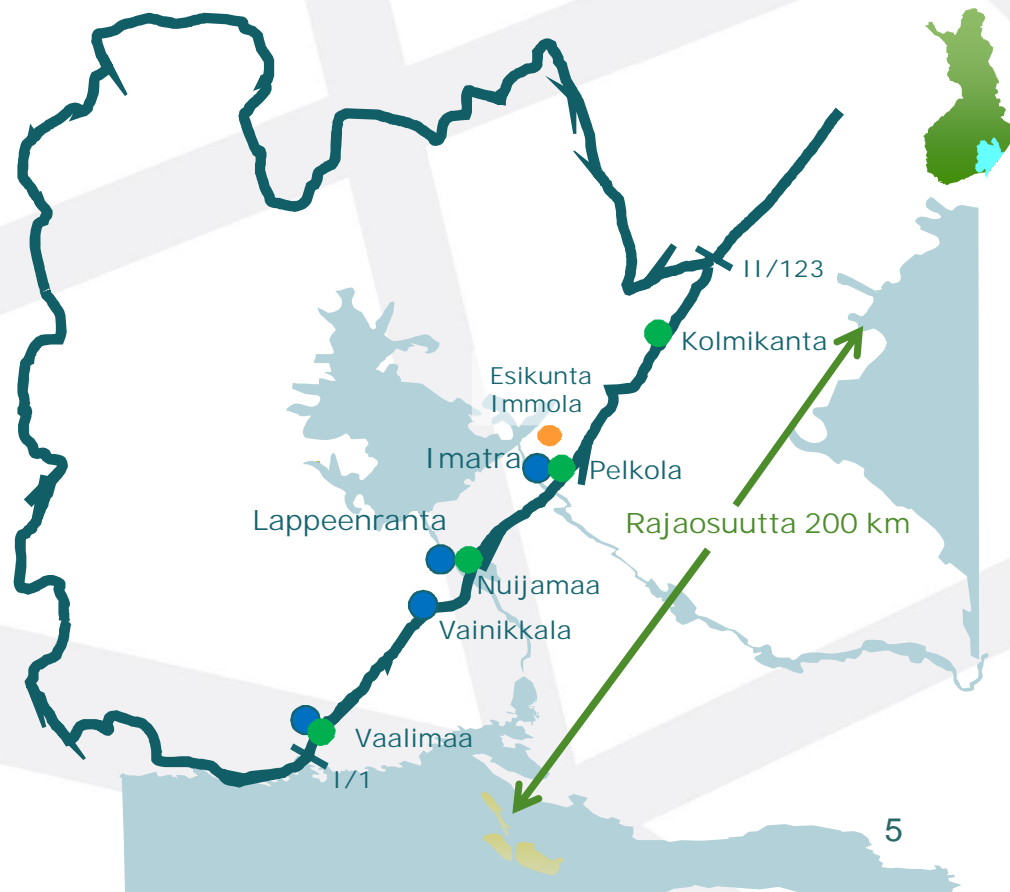 II/123
Kolmikanta
Esikunta
Immola
Imatra
Pelkola
Lappeenranta
Rajaosuutta 200 km
Nuijamaa
Vainikkala
Vaalimaa
I/1
5